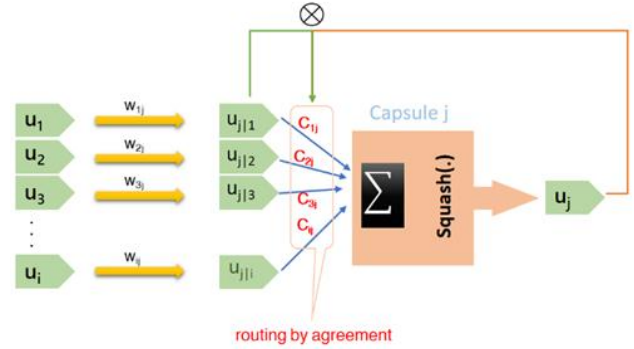 ⊗
Capsule j
u₁ w₁ⱼ uⱼ|₁ C₁ⱼ
u₂ w₂ⱼ uⱼ|₂ C₂ⱼ
u₃ w₃ⱼ uⱼ|₃ C₃ⱼ
∑ Squash(.) uⱼ
Cᵢⱼ
uᵢ wᵢⱼ uⱼ|ᵢ
routing by agreement